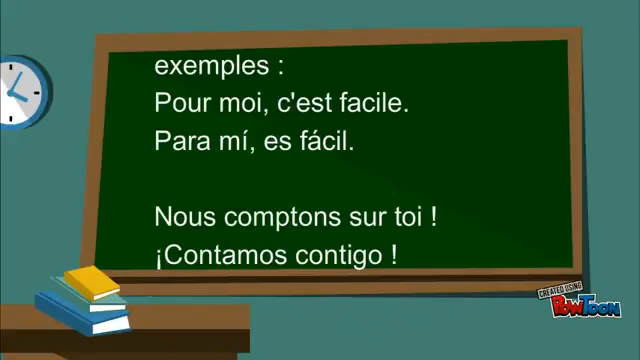 exemples :
Pour moi, c'est facile.
Para mí, es fácil.
Nous comptons sur toi !
¡Contamos contigo !
CREATED USING
POWTOON